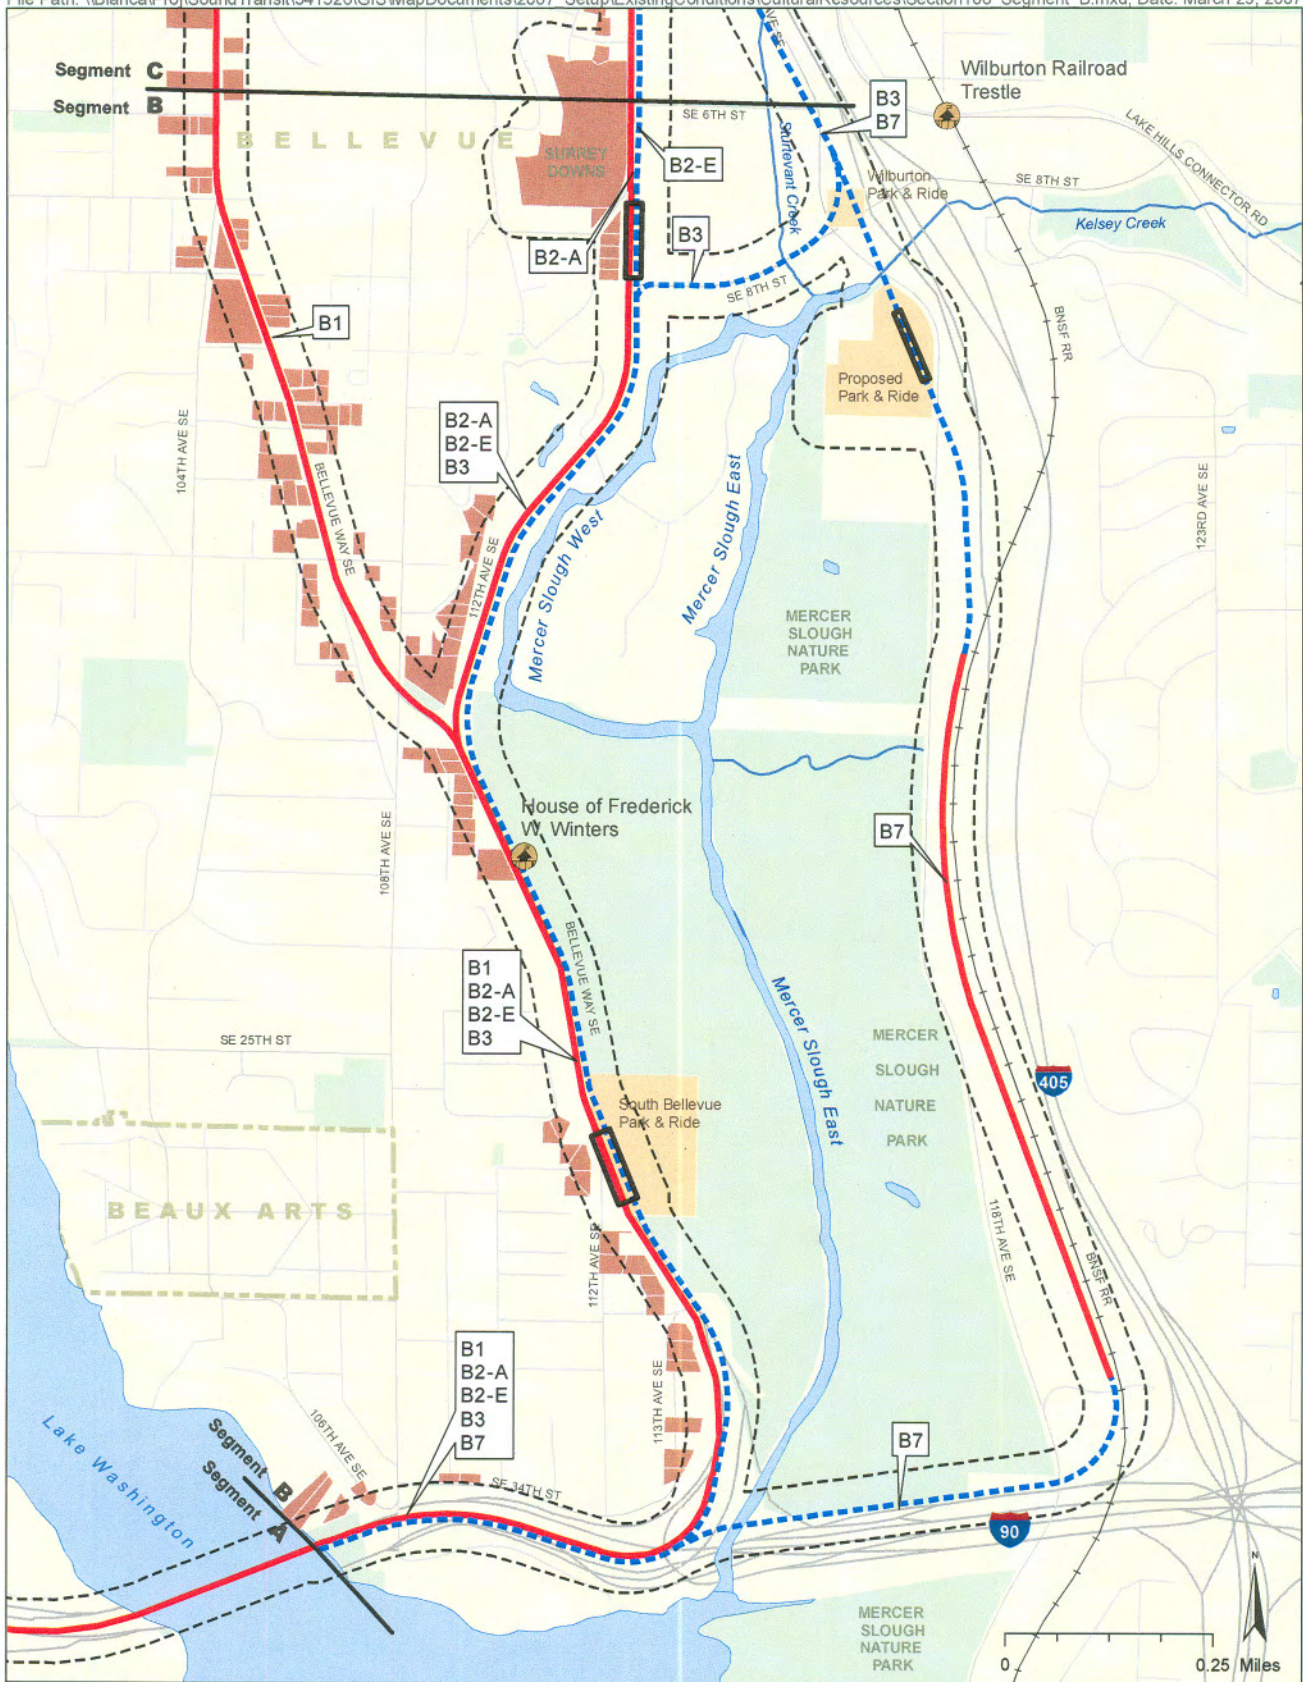 Segment C
Segment B
BELLEVUE
SURREY
DOWNS
SE 6TH ST
AVE SE
B3
B7
Wilburton Railroad
Trestle
LAKE HILLS CONNECTOR RD
SE 8TH ST
Kelsey Creek
Sturtevant Creek
Wilburton
Park & Ride
B2-E
B2-A
B3
SE 8TH ST
B1
BNSF RR
Proposed
Park & Ride
104TH AVE SE
BELLEVUE WAY SE
B2-A
B2-E
B3
112TH AVE SE
Mercer Slough West
Mercer Slough East
123RD AVE SE
MERCER
SLOUGH
NATURE
PARK
House of Frederick
W. Winters
108TH AVE SE
B7
BELLEVUE WAY SE
B1
B2-A
B2-E
B3
SE 25TH ST
Mercer Slough East
MERCER
SLOUGH
NATURE
PARK
405
South Bellevue
Park & Ride
BEAUX ARTS
112TH AVE SE
118TH AVE SE
BNSF RR
B1
B2-A
B2-E
B3
B7
113TH AVE SE
106TH AVE SE
Lake Washington
Segment B
Segment A
SE 34TH ST
B7
90
N
MERCER
SLOUGH
NATURE
PARK
0
0.25 Miles